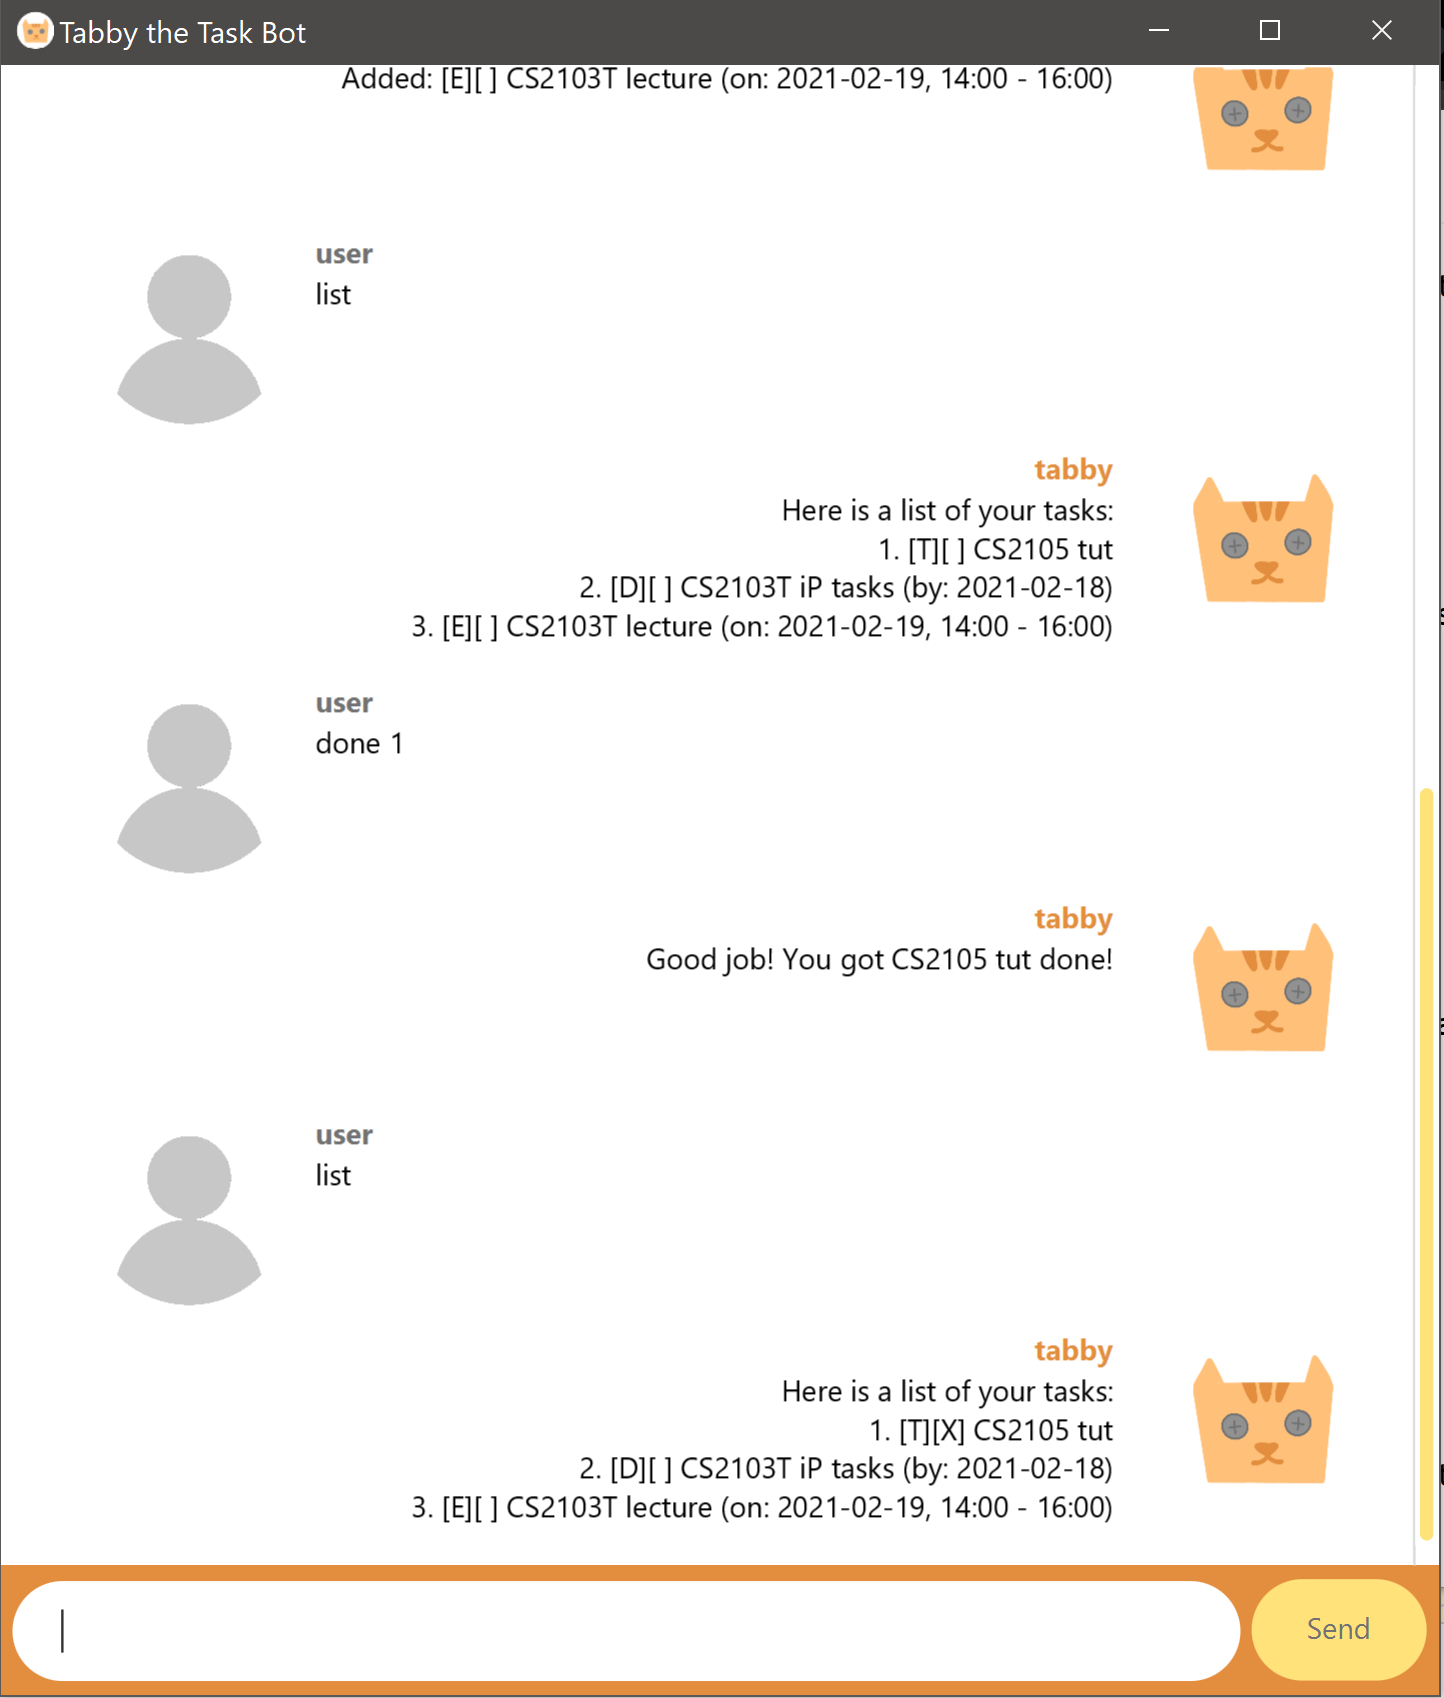 Tabby the Task Bot
Added: [E][ ] CS2103T lecture (on: 2021-02-19, 14:00 - 16:00)
user
list
tabby
Here is a list of your tasks:
1. [T][ ] CS2105 tut
2. [D][ ] CS2103T iP tasks (by: 2021-02-18)
3. [E][ ] CS2103T lecture (on: 2021-02-19, 14:00 - 16:00)
user
done 1
tabby
Good job! You got CS2105 tut done!
user
list
tabby
Here is a list of your tasks:
1. [T][X] CS2105 tut
2. [D][ ] CS2103T iP tasks (by: 2021-02-18)
3. [E][ ] CS2103T lecture (on: 2021-02-19, 14:00 - 16:00)
Send